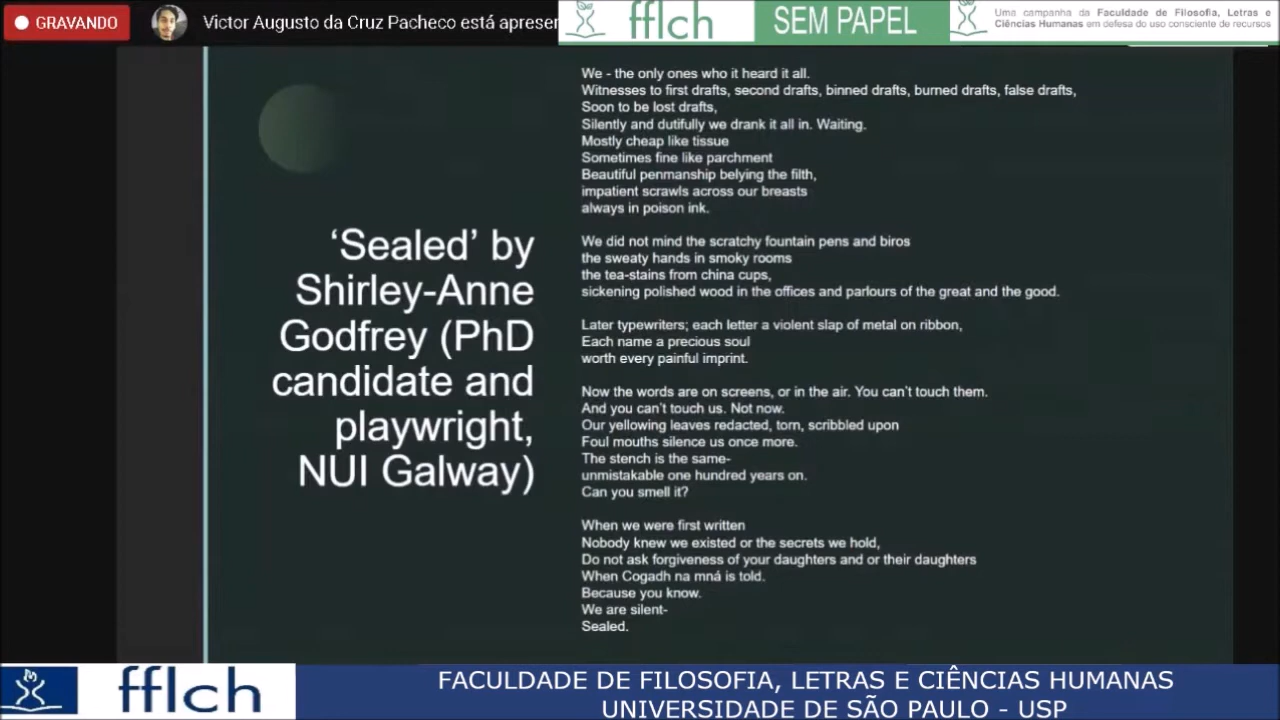 GRAVANDO
Victor Augusto da Cruz Pacheco está apresen
fflch
SEM PAPEL
Uma campanha da Faculdade de Filosofia, Letras e
Ciências Humanas em defesa do uso consciente de recursos
‘Sealed’ by
Shirley-Anne
Godfrey (PhD
candidate and
playwright,
NUI Galway)
We - the only ones who it heard it all.
Witnesses to first drafts, second drafts, binned drafts, burned drafts, false drafts,
Soon to be lost drafts,
Silently and dutifully we drank it all in. Waiting.
Mostly cheap like tissue
Sometimes fine like parchment
Beautiful penmanship belying the filth,
impatient scrawls across our breasts
always in poison ink.
We did not mind the scratchy fountain pens and biros
the sweaty hands in smoky rooms
the tea-stains from china cups,
sickening polished wood in the offices and parlours of the great and the good.
Later typewriters; each letter a violent slap of metal on ribbon,
Each name a precious soul
worth every painful imprint.
Now the words are on screens, or in the air. You can’t touch them.
And you can’t touch us. Not now.
Our yellowing leaves redacted, torn, scribbled upon
Foul mouths silence us once more.
The stench is the same-
unmistakable one hundred years on.
Can you smell it?
When we were first written
Nobody knew we existed or the secrets we hold,
Do not ask forgiveness of your daughters and or their daughters
When Cogadh na mná is told.
Because you know.
We are silent-
Sealed.
fflch
FACULDADE DE FILOSOFIA, LETRAS E CIÊNCIAS HUMANAS
UNIVERSIDADE DE SÃO PAULO - USP